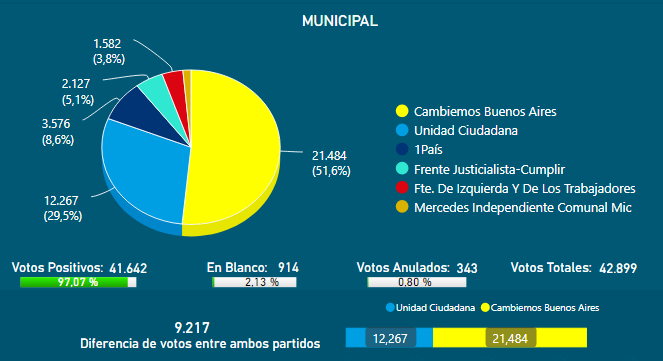 MUNICIPAL
1.582
(3,8%)
2.127
(5,1%)
3.576
(8,6%)
12.267
(29,5%)
21.484
(51,6%)
Cambiemos Buenos Aires
Unidad Ciudadana
1País
Frente Justicialista-Cumplir
Fte. De Izquierda Y De Los Trabajadores
Mercedes Independiente Comunal Mic
Votos Positivos: 41.642
97,07 %
En Blanco: 914
2,13 %
Votos Anulados: 343
0,80 %
Votos Totales: 42.899
Unidad Ciudadana Cambiemos Buenos Aires
9.217
Diferencia de votos entre ambos partidos
12,267 21,484